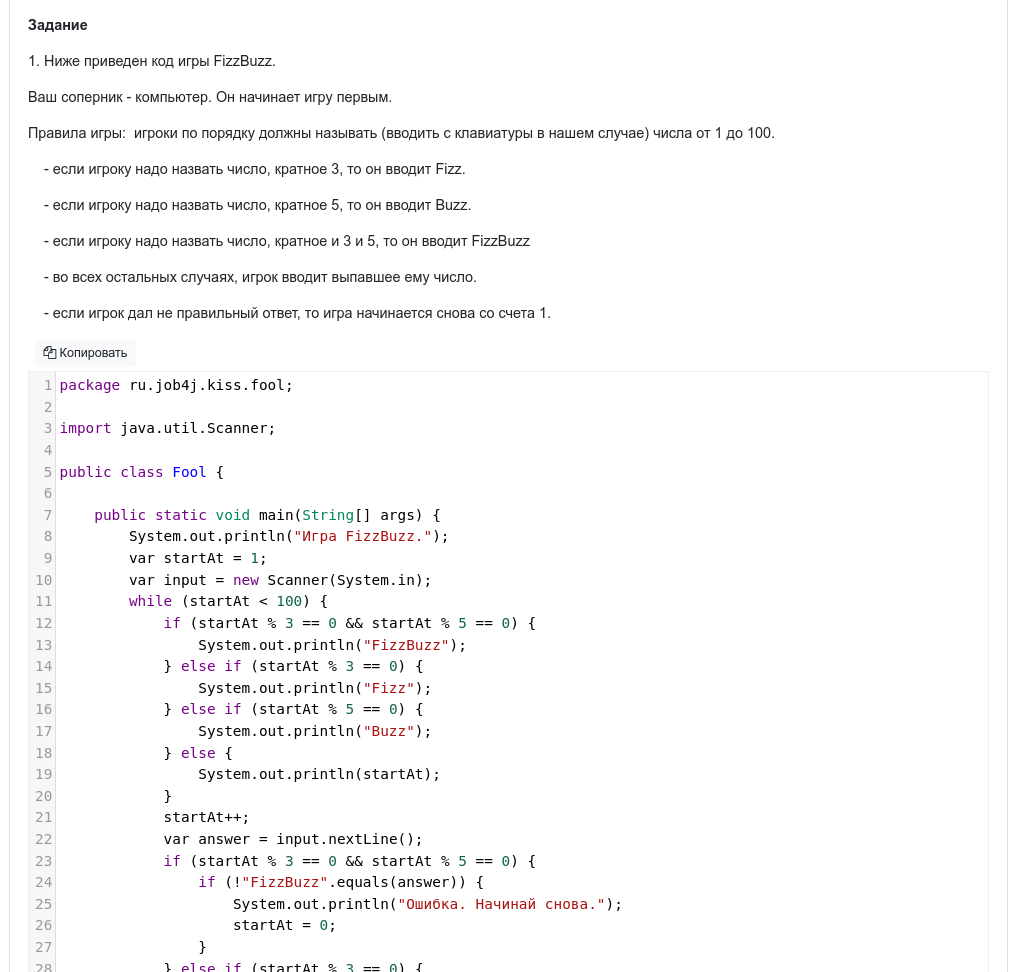 Задание
1. Ниже приведен код игры FizzBuzz.
Ваш соперник - компьютер. Он начинает игру первым.
Правила игры:  игроки по порядку должны называть (вводить с клавиатуры в нашем случае) числа от 1 до 100.
- если игроку надо назвать число, кратное 3, то он вводит Fizz.
- если игроку надо назвать число, кратное 5, то он вводит Buzz.
- если игроку надо назвать число, кратное и 3 и 5, то он вводит FizzBuzz
- во всех остальных случаях, игрок вводит выпавшее ему число.
- если игрок дал не правильный ответ, то игра начинается снова со счета 1.
Копировать
1 package ru.job4j.kiss.fool;
2
3 import java.util.Scanner;
4
5 public class Fool {
6
7     public static void main(String[] args) {
8         System.out.println("Игра FizzBuzz.");
9         var startAt = 1;
10         var input = new Scanner(System.in);
11         while (startAt < 100) {
12             if (startAt % 3 == 0 && startAt % 5 == 0) {
13                 System.out.println("FizzBuzz");
14             } else if (startAt % 3 == 0) {
15                 System.out.println("Fizz");
16             } else if (startAt % 5 == 0) {
17                 System.out.println("Buzz");
18             } else {
19                 System.out.println(startAt);
20             }
21             startAt++;
22             var answer = input.nextLine();
23             if (startAt % 3 == 0 && startAt % 5 == 0) {
24                 if (!"FizzBuzz".equals(answer)) {
25                     System.out.println("Ошибка. Начинай снова.");
26                     startAt = 0;
27                 }
28             } else if (startAt % 3 == 0) {